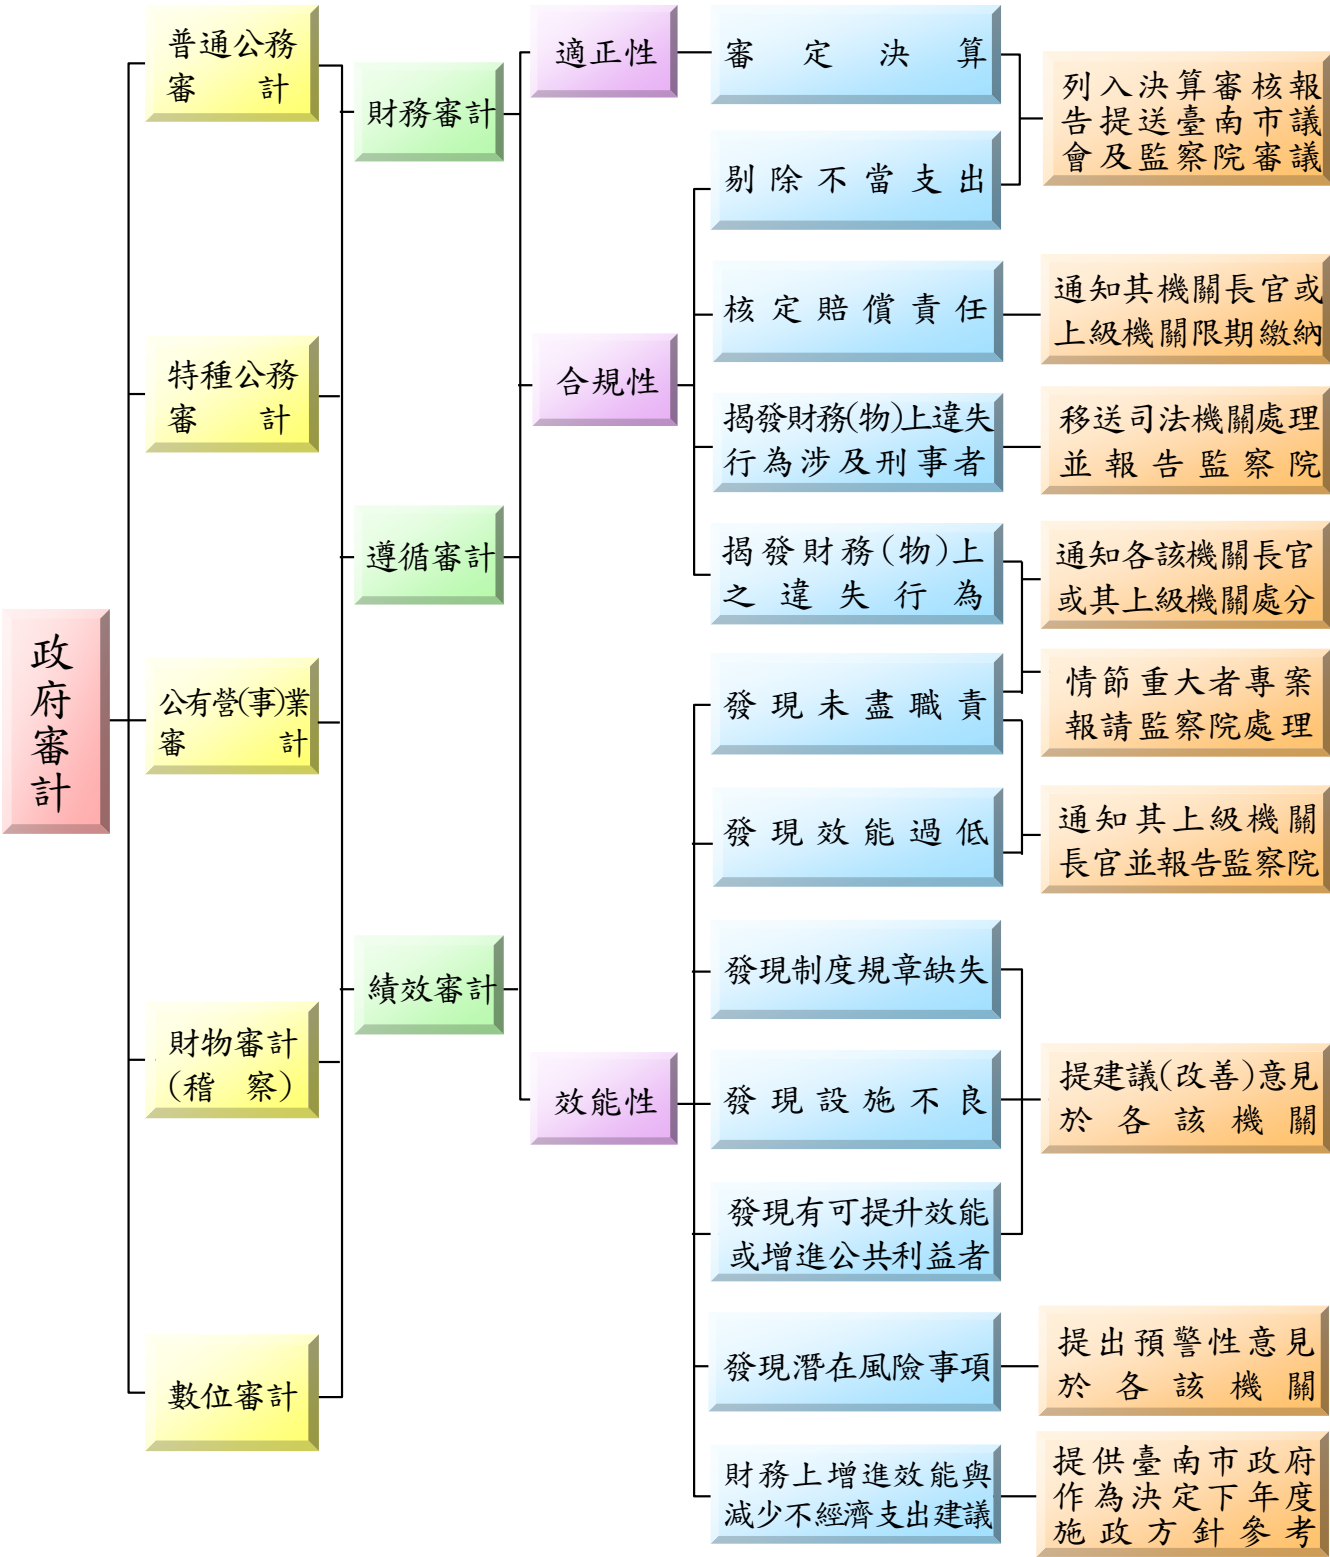 政府審計
普通公務
審計
特種公務
審計
公有營(事)業
審計
財物審計
(稽察)
數位審計
財務審計
遵循審計
績效審計
適正性
合規性
效能性
審定決算
剔除不當支出
核定賠償責任
揭發財務(物)上違失
行為涉及刑事者
揭發財務(物)上
之違失行為
發現未盡職責
發現效能過低
發現制度規章缺失
發現設施不良
發現有可提升效能
或增進公共利益者
發現潛在風險事項
財務上增進效能與
減少不經濟支出建議
列入決算審核報
告提送臺南市議
會及監察院審議
通知其機關長官或
上級機關限期繳納
移送司法機關處理
並報告監察院
通知各該機關長官
或其上級機關處分
情節重大者專案
報請監察院處理
通知其上級機關
長官並報告監察院
提建議(改善)意見
於各該機關
提出預警性意見
於各該機關
提供臺南市政府
作為決定下年度
施政方針參考